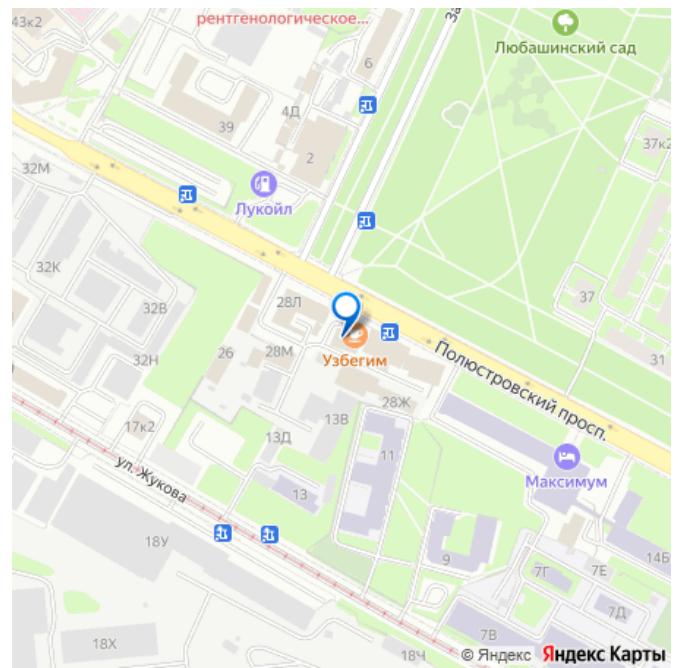 43к2
рентгенологическое...
За
Любашинский сад
6
4Д
39
2
37к2
32М
Лукойл
32К
32В
28Л
37
Узбегим
26
28М
31
32Н
Полюстровский просп.
28Ж
17к2
13В
13Д
11
ул. Жукова
Максимум
13
18У
9
7Г
7Е
14Б
7Д
7В
18Х
18Ч
© Яндекс Яндекс Карты